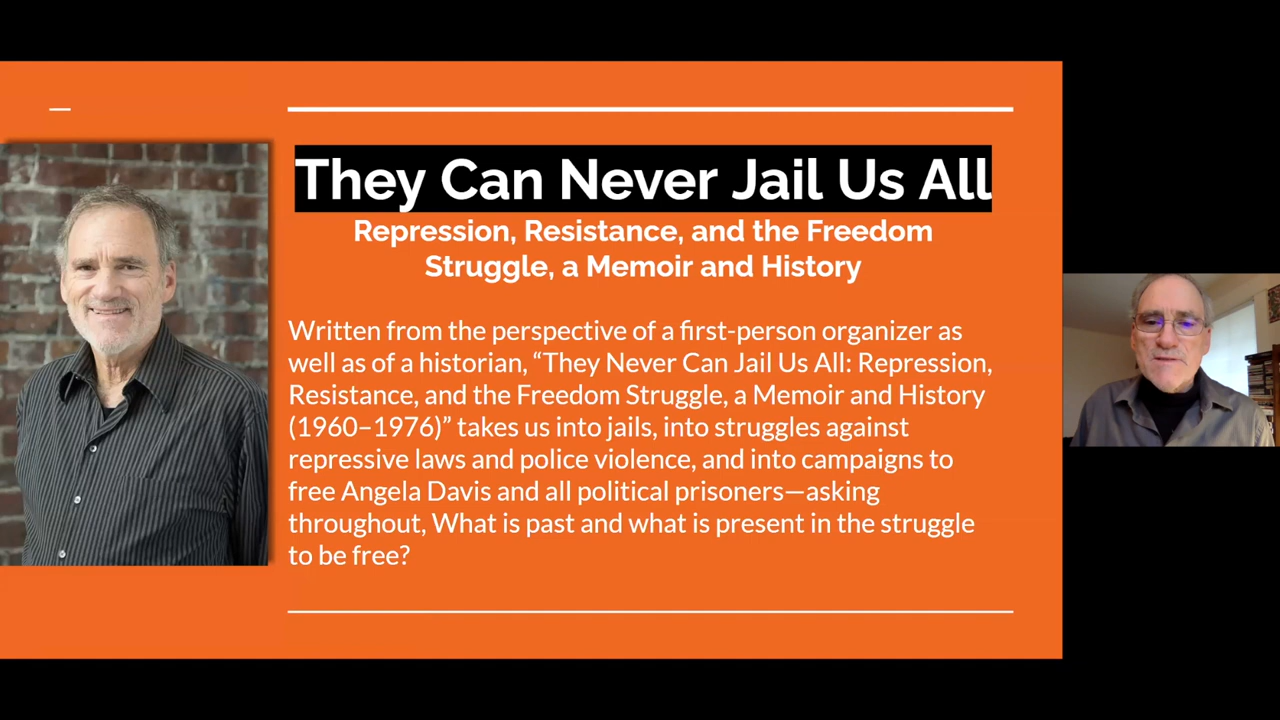 They Can Never Jail Us All
Repression, Resistance, and the Freedom
Struggle, a Memoir and History
Written from the perspective of a first-person organizer as
well as of a historian, “They Never Can Jail Us All: Repression,
Resistance, and the Freedom Struggle, a Memoir and History
(1960–1976)” takes us into jails, into struggles against
repressive laws and police violence, and into campaigns to
free Angela Davis and all political prisoners—asking
throughout, What is past and what is present in the struggle
to be free?